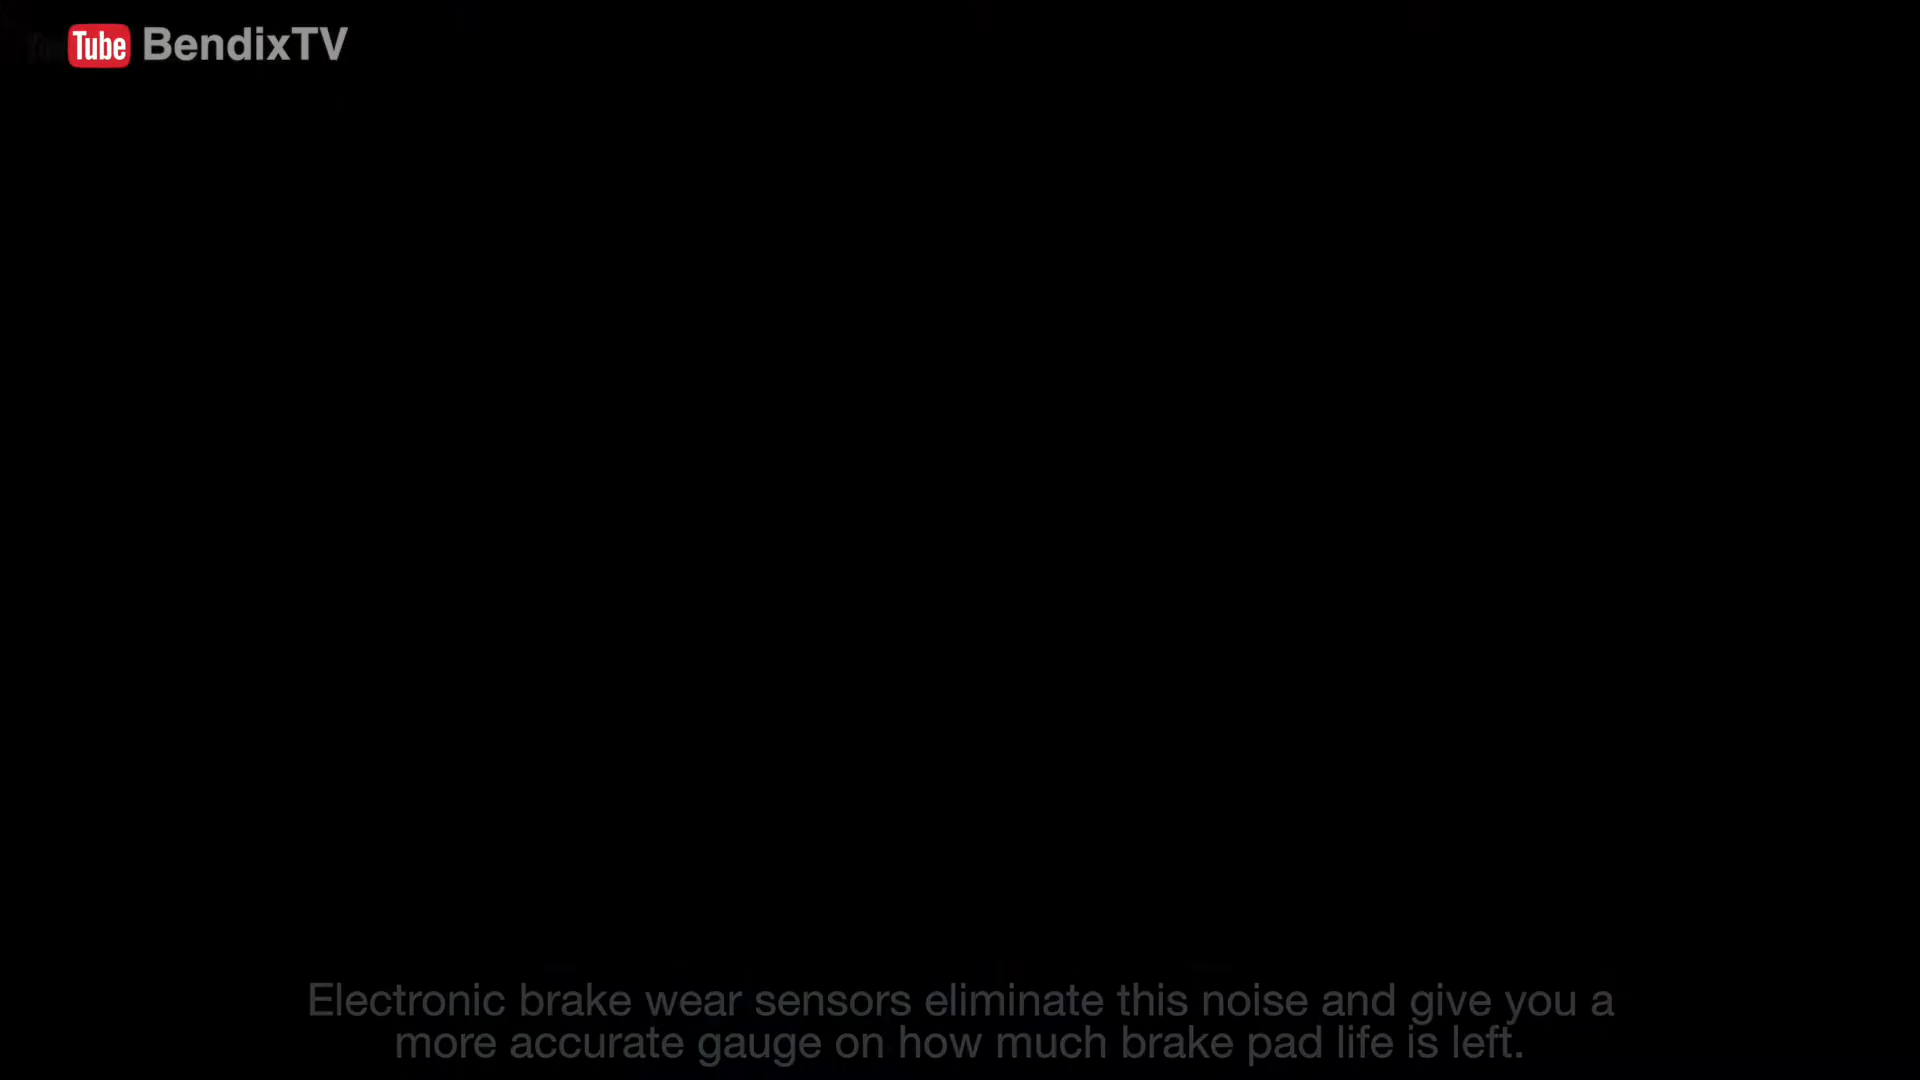 Tube BendixTV
Electronic brake wear sensors eliminate this noise and give you a
more accurate gauge on how much brake pad life is left.